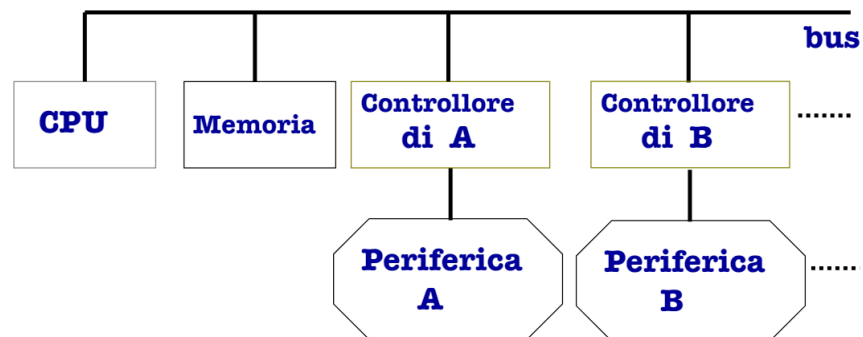 bus
CPU
Memoria
Controllore
di A
Controllore
di B
Periferica
A
Periferica
B